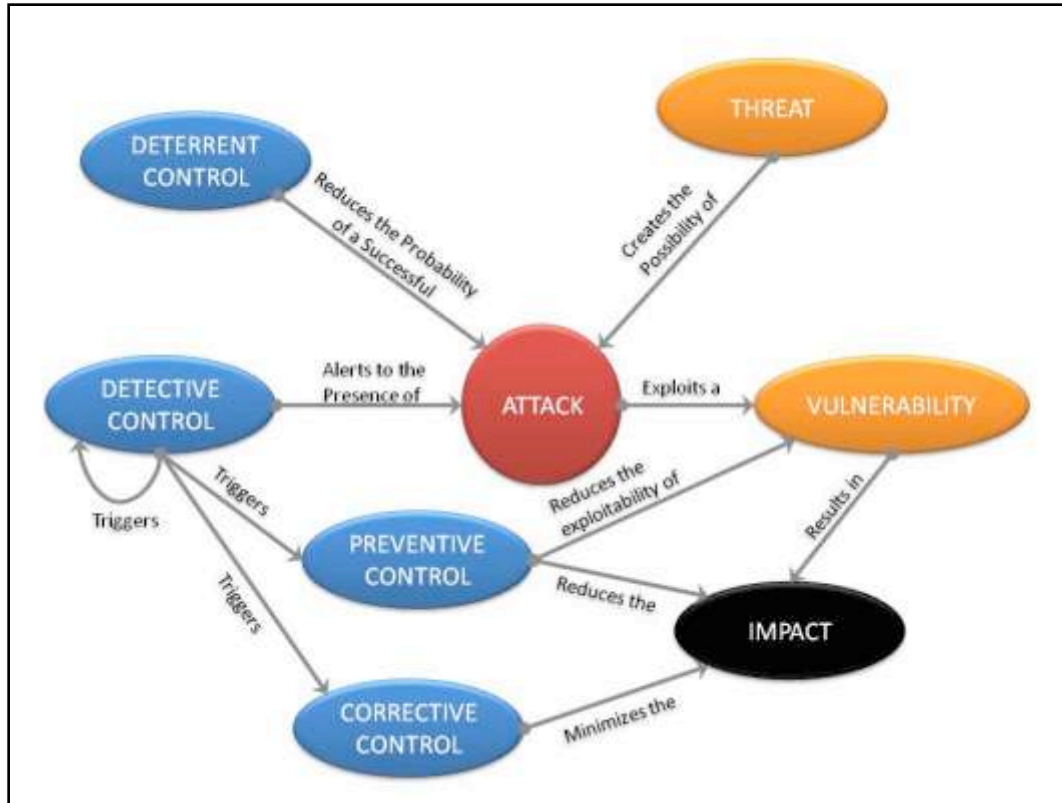 THREAT
DETERRENT
CONTROL
Reduces the Probability
of a Successful
Creates the
Possibility of
DETECTIVE
CONTROL
Alerts to the
Presence of
ATTACK
Exploits a
VULNERABILITY
Triggers
Triggers
Reduces the
exploitability of
Results in
PREVENTIVE
CONTROL
Reduces the
IMPACT
Triggers
CORRECTIVE
CONTROL
Minimizes the